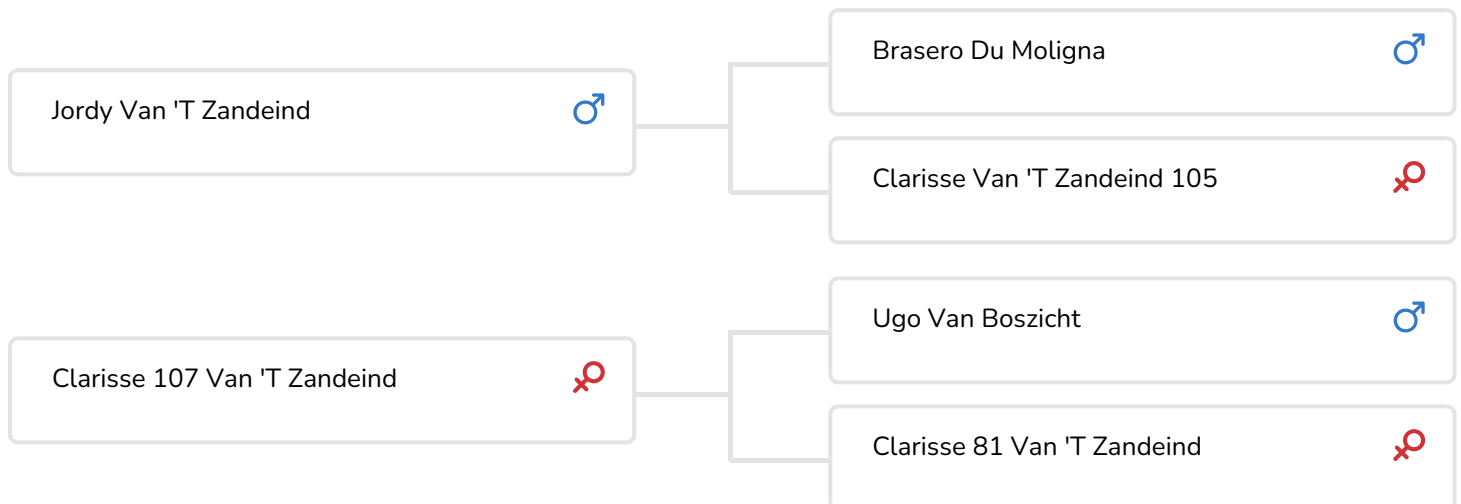 Brasero Du Moligna
Jordy Van 'T Zandeind
Clarisse Van 'T Zandeind 105
Ugo Van Boszicht
Clarisse 107 Van 'T Zandeind
Clarisse 81 Van 'T Zandeind